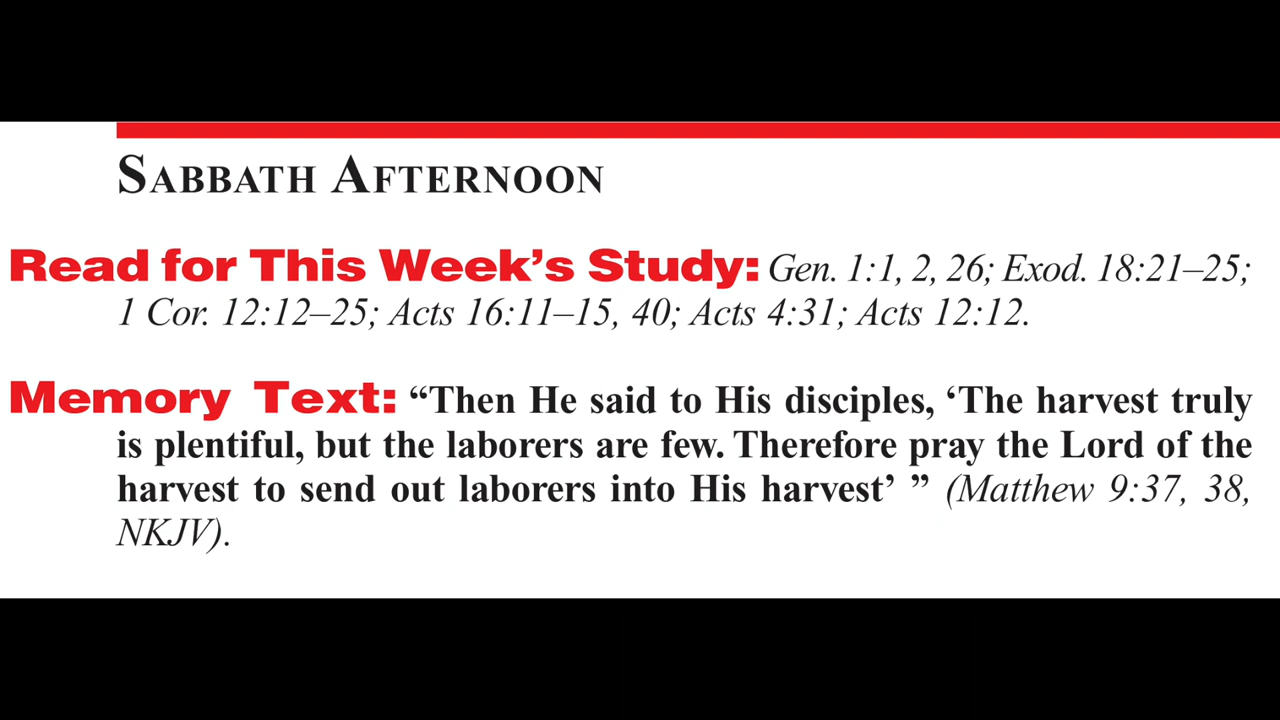 SABBATH AFTERNOON
Read for This Week’s Study: Gen. 1:1, 2, 26; Exod. 18:21–25;
1 Cor. 12:12–25; Acts 16:11–15, 40; Acts 4:31; Acts 12:12.
Memory Text: “Then He said to His disciples, ‘The harvest truly
is plentiful, but the laborers are few. Therefore pray the Lord of the
harvest to send out laborers into His harvest’ ” (Matthew 9:37, 38,
NKJV).